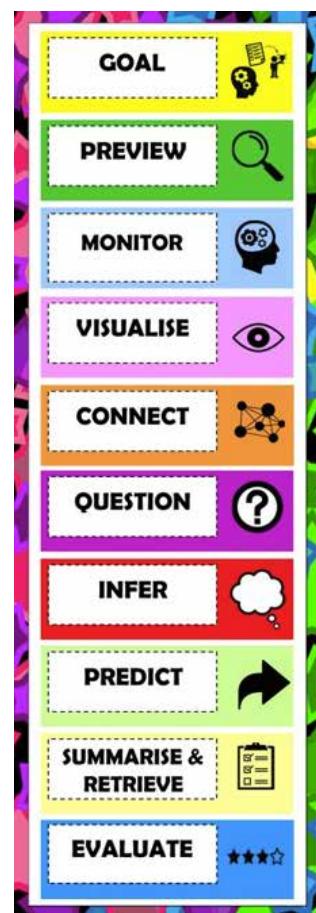 GOAL
PREVIEW
MONITOR
VISUALISE
CONNECT
QUESTION
INFER
PREDICT
SUMMARISE &
RETRIEVE
EVALUATE